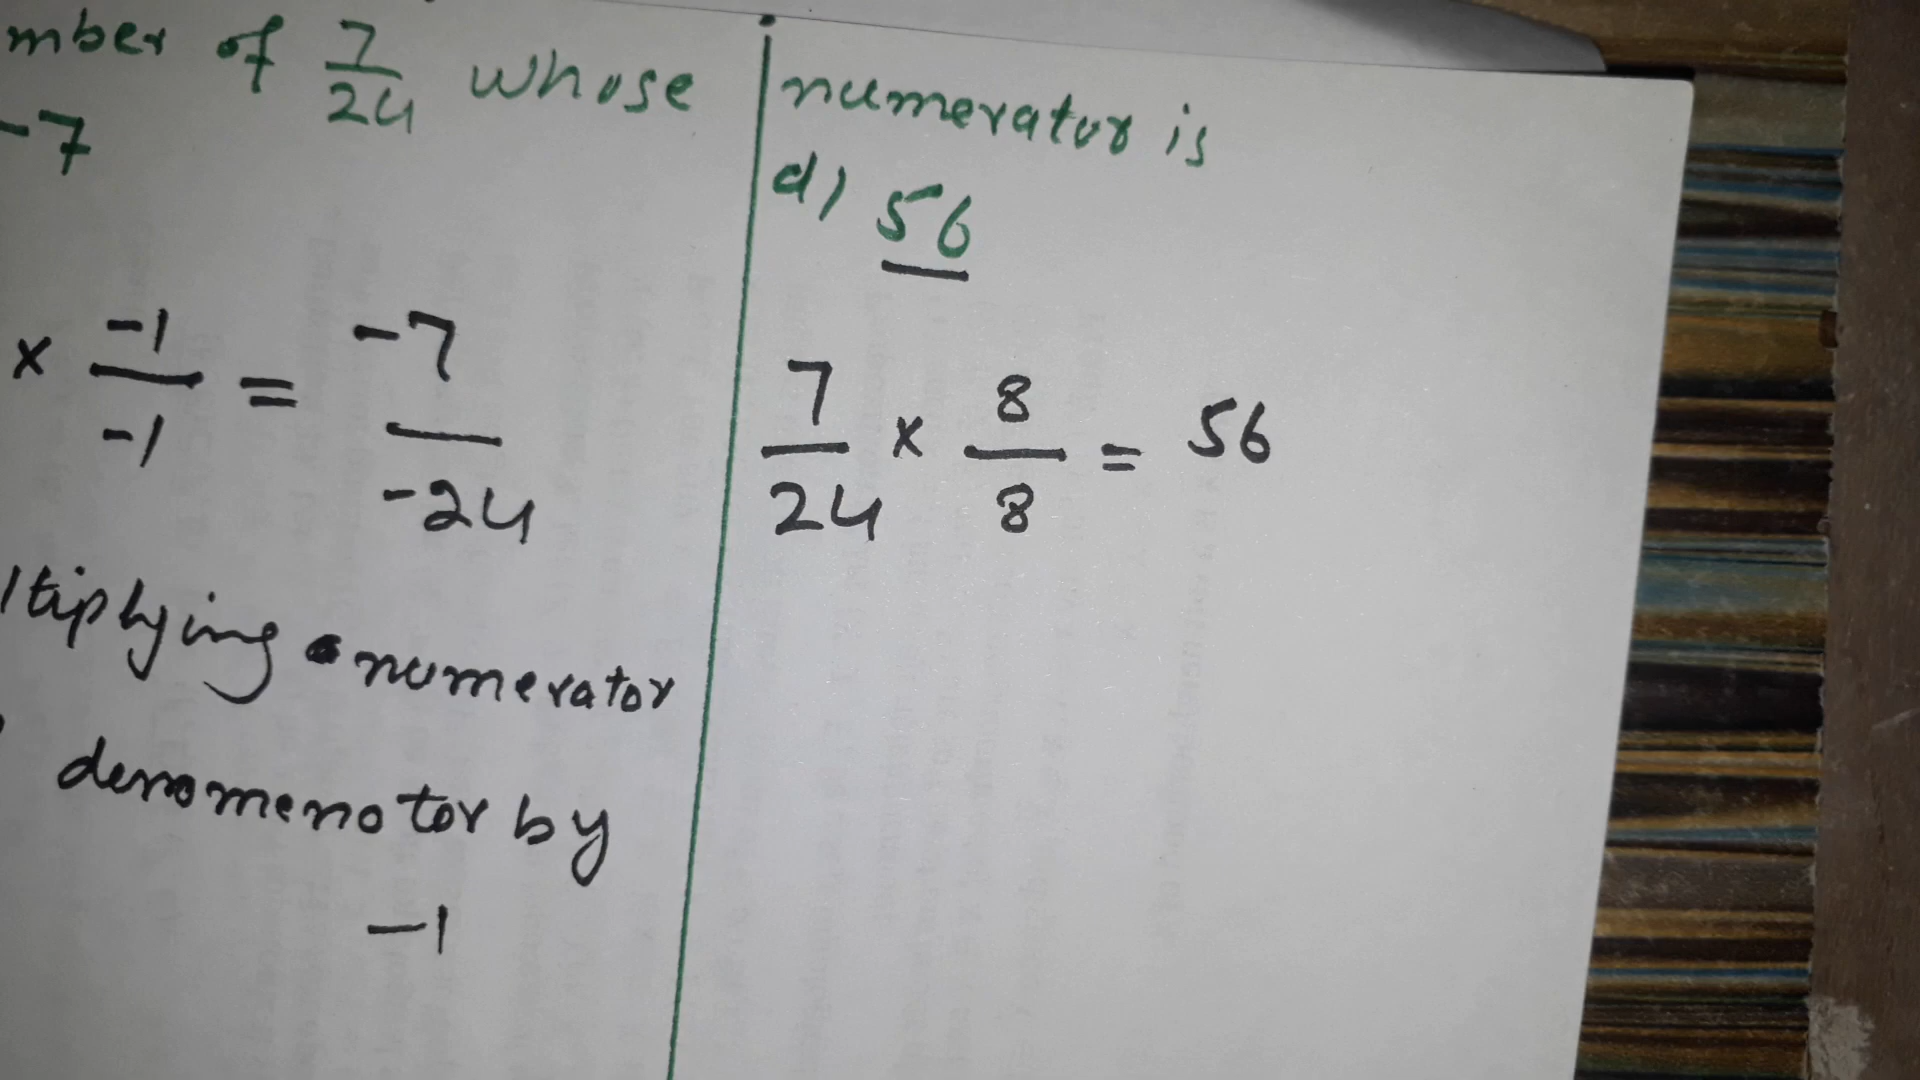 mber of 7/24 whose numerator is
-7
d) 56
× -1/-1 = -7/-24
7/24 × 8/8 = 56
ltiplying numerator
denomenotor by
-1